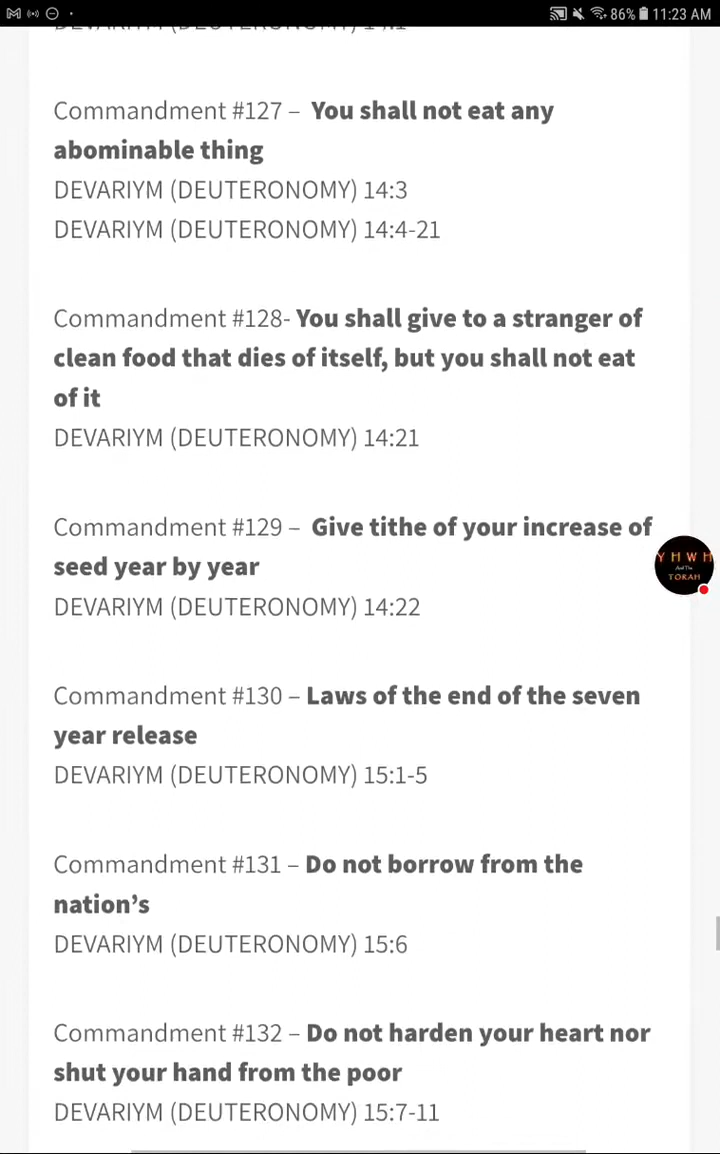 86% 11:23 AM
Commandment #127 – You shall not eat any
abominable thing
DEVARIYM (DEUTERONOMY) 14:3
DEVARIYM (DEUTERONOMY) 14:4-21
Commandment #128- You shall give to a stranger of
clean food that dies of itself, but you shall not eat
of it
DEVARIYM (DEUTERONOMY) 14:21
Commandment #129 – Give tithe of your increase of
seed year by year
DEVARIYM (DEUTERONOMY) 14:22
YHWH
And The
TORAH
Commandment #130 – Laws of the end of the seven
year release
DEVARIYM (DEUTERONOMY) 15:1-5
Commandment #131 – Do not borrow from the
nation’s
DEVARIYM (DEUTERONOMY) 15:6
Commandment #132 – Do not harden your heart nor
shut your hand from the poor
DEVARIYM (DEUTERONOMY) 15:7-11